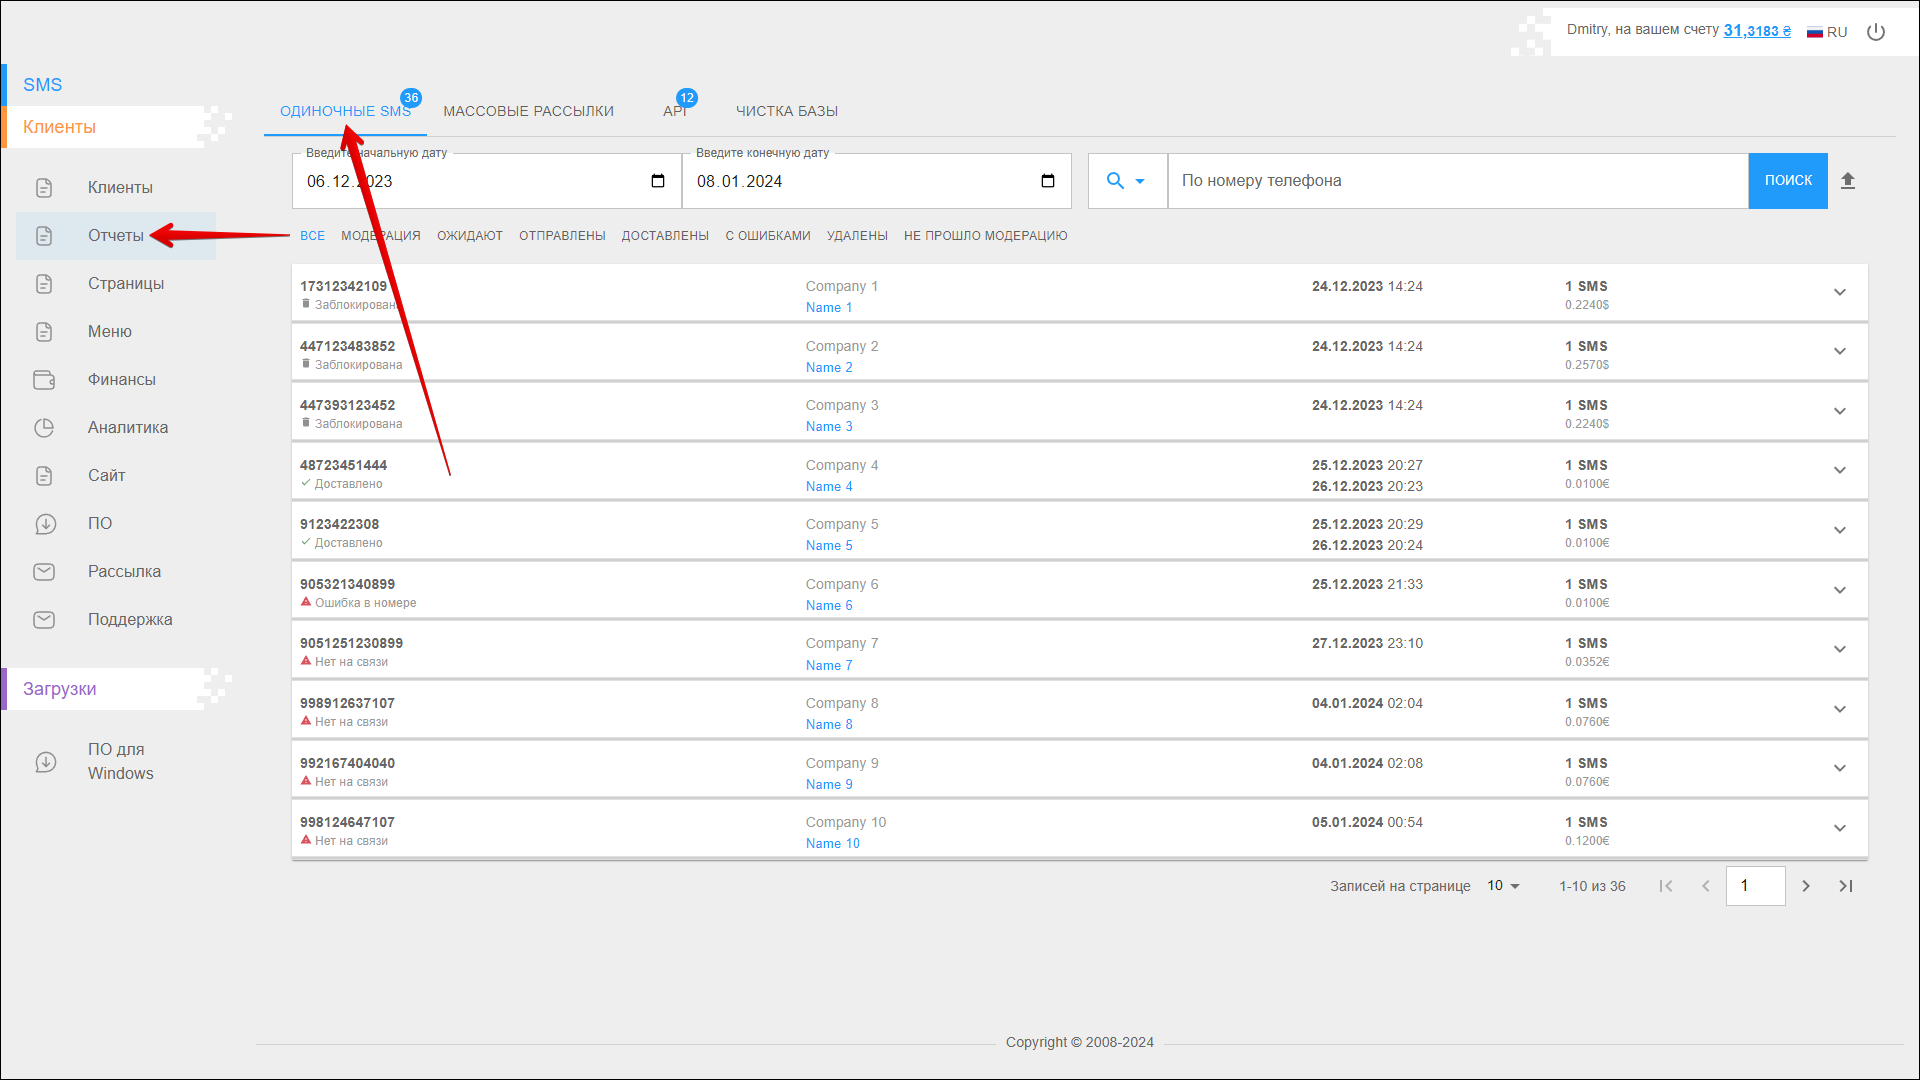 Dmitry, на вашем счету 31,3183 ₴
RU
SMS
Клиенты
Клиенты
Отчеты
Страницы
Меню
Финансы
Аналитика
Сайт
ПО
Рассылка
Поддержка
Загрузки
ПО для
Windows
ОДИНОЧНЫЕ SMS 36
МАССОВЫЕ РАССЫЛКИ
API 12
ЧИСТКА БАЗЫ
Введите начальную дату
06.12.2023
Введите конечную дату
08.01.2024
По номеру телефона
ПОИСК
ВСЕ МОДЕРАЦИЯ ОЖИДАЮТ ОТПРАВЛЕНЫ ДОСТАВЛЕНЫ С ОШИБКАМИ УДАЛЕНЫ НЕ ПРОШЛО МОДЕРАЦИЮ
17312342109 Company 1 24.12.2023 14:24 1 SMS
Заблокирована Name 1 0.2240$
447123483852 Company 2 24.12.2023 14:24 1 SMS
Заблокирована Name 2 0.2570$
447393123452 Company 3 24.12.2023 14:24 1 SMS
Заблокирована Name 3 0.2240$
48723451444 Company 4 25.12.2023 20:27 1 SMS
Доставлено Name 4 26.12.2023 20:23 0.0100€
9123422308 Company 5 25.12.2023 20:29 1 SMS
Доставлено Name 5 26.12.2023 20:24 0.0100€
905321340899 Company 6 25.12.2023 21:33 1 SMS
Ошибка в номере Name 6 0.0100€
9051251230899 Company 7 27.12.2023 23:10 1 SMS
Нет на связи Name 7 0.0352€
998912637107 Company 8 04.01.2024 02:04 1 SMS
Нет на связи Name 8 0.0760€
992167404040 Company 9 04.01.2024 02:08 1 SMS
Нет на связи Name 9 0.0760€
998124647107 Company 10 05.01.2024 00:54 1 SMS
Нет на связи Name 10 0.1200€
Записей на странице 10 1-10 из 36 1
Copyright © 2008-2024